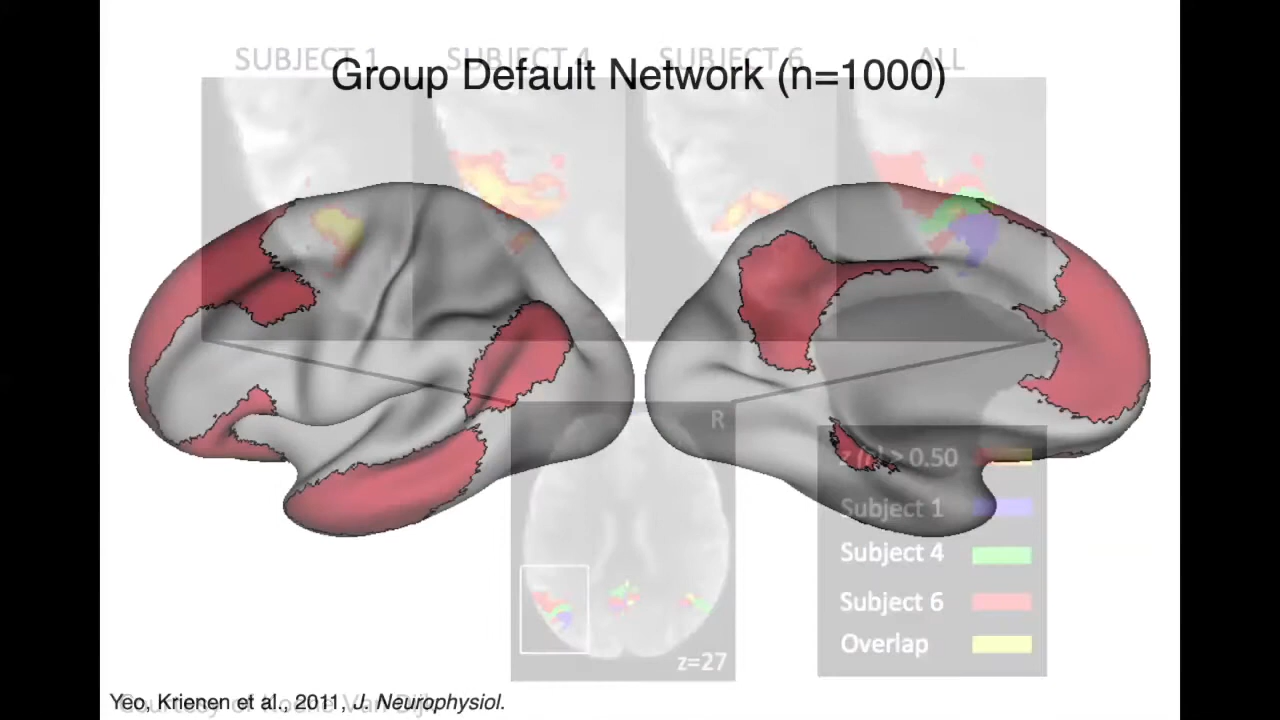 SUBJECT 1 SUBJECT 4 SUBJECT 6 ALL
Group Default Network (n=1000)
R
z (r) ≥ 0.50
Subject 1
Subject 4
Subject 6
Overlap
z=27
Yeo, Krienen et al., 2011, J. Neurophysiol.